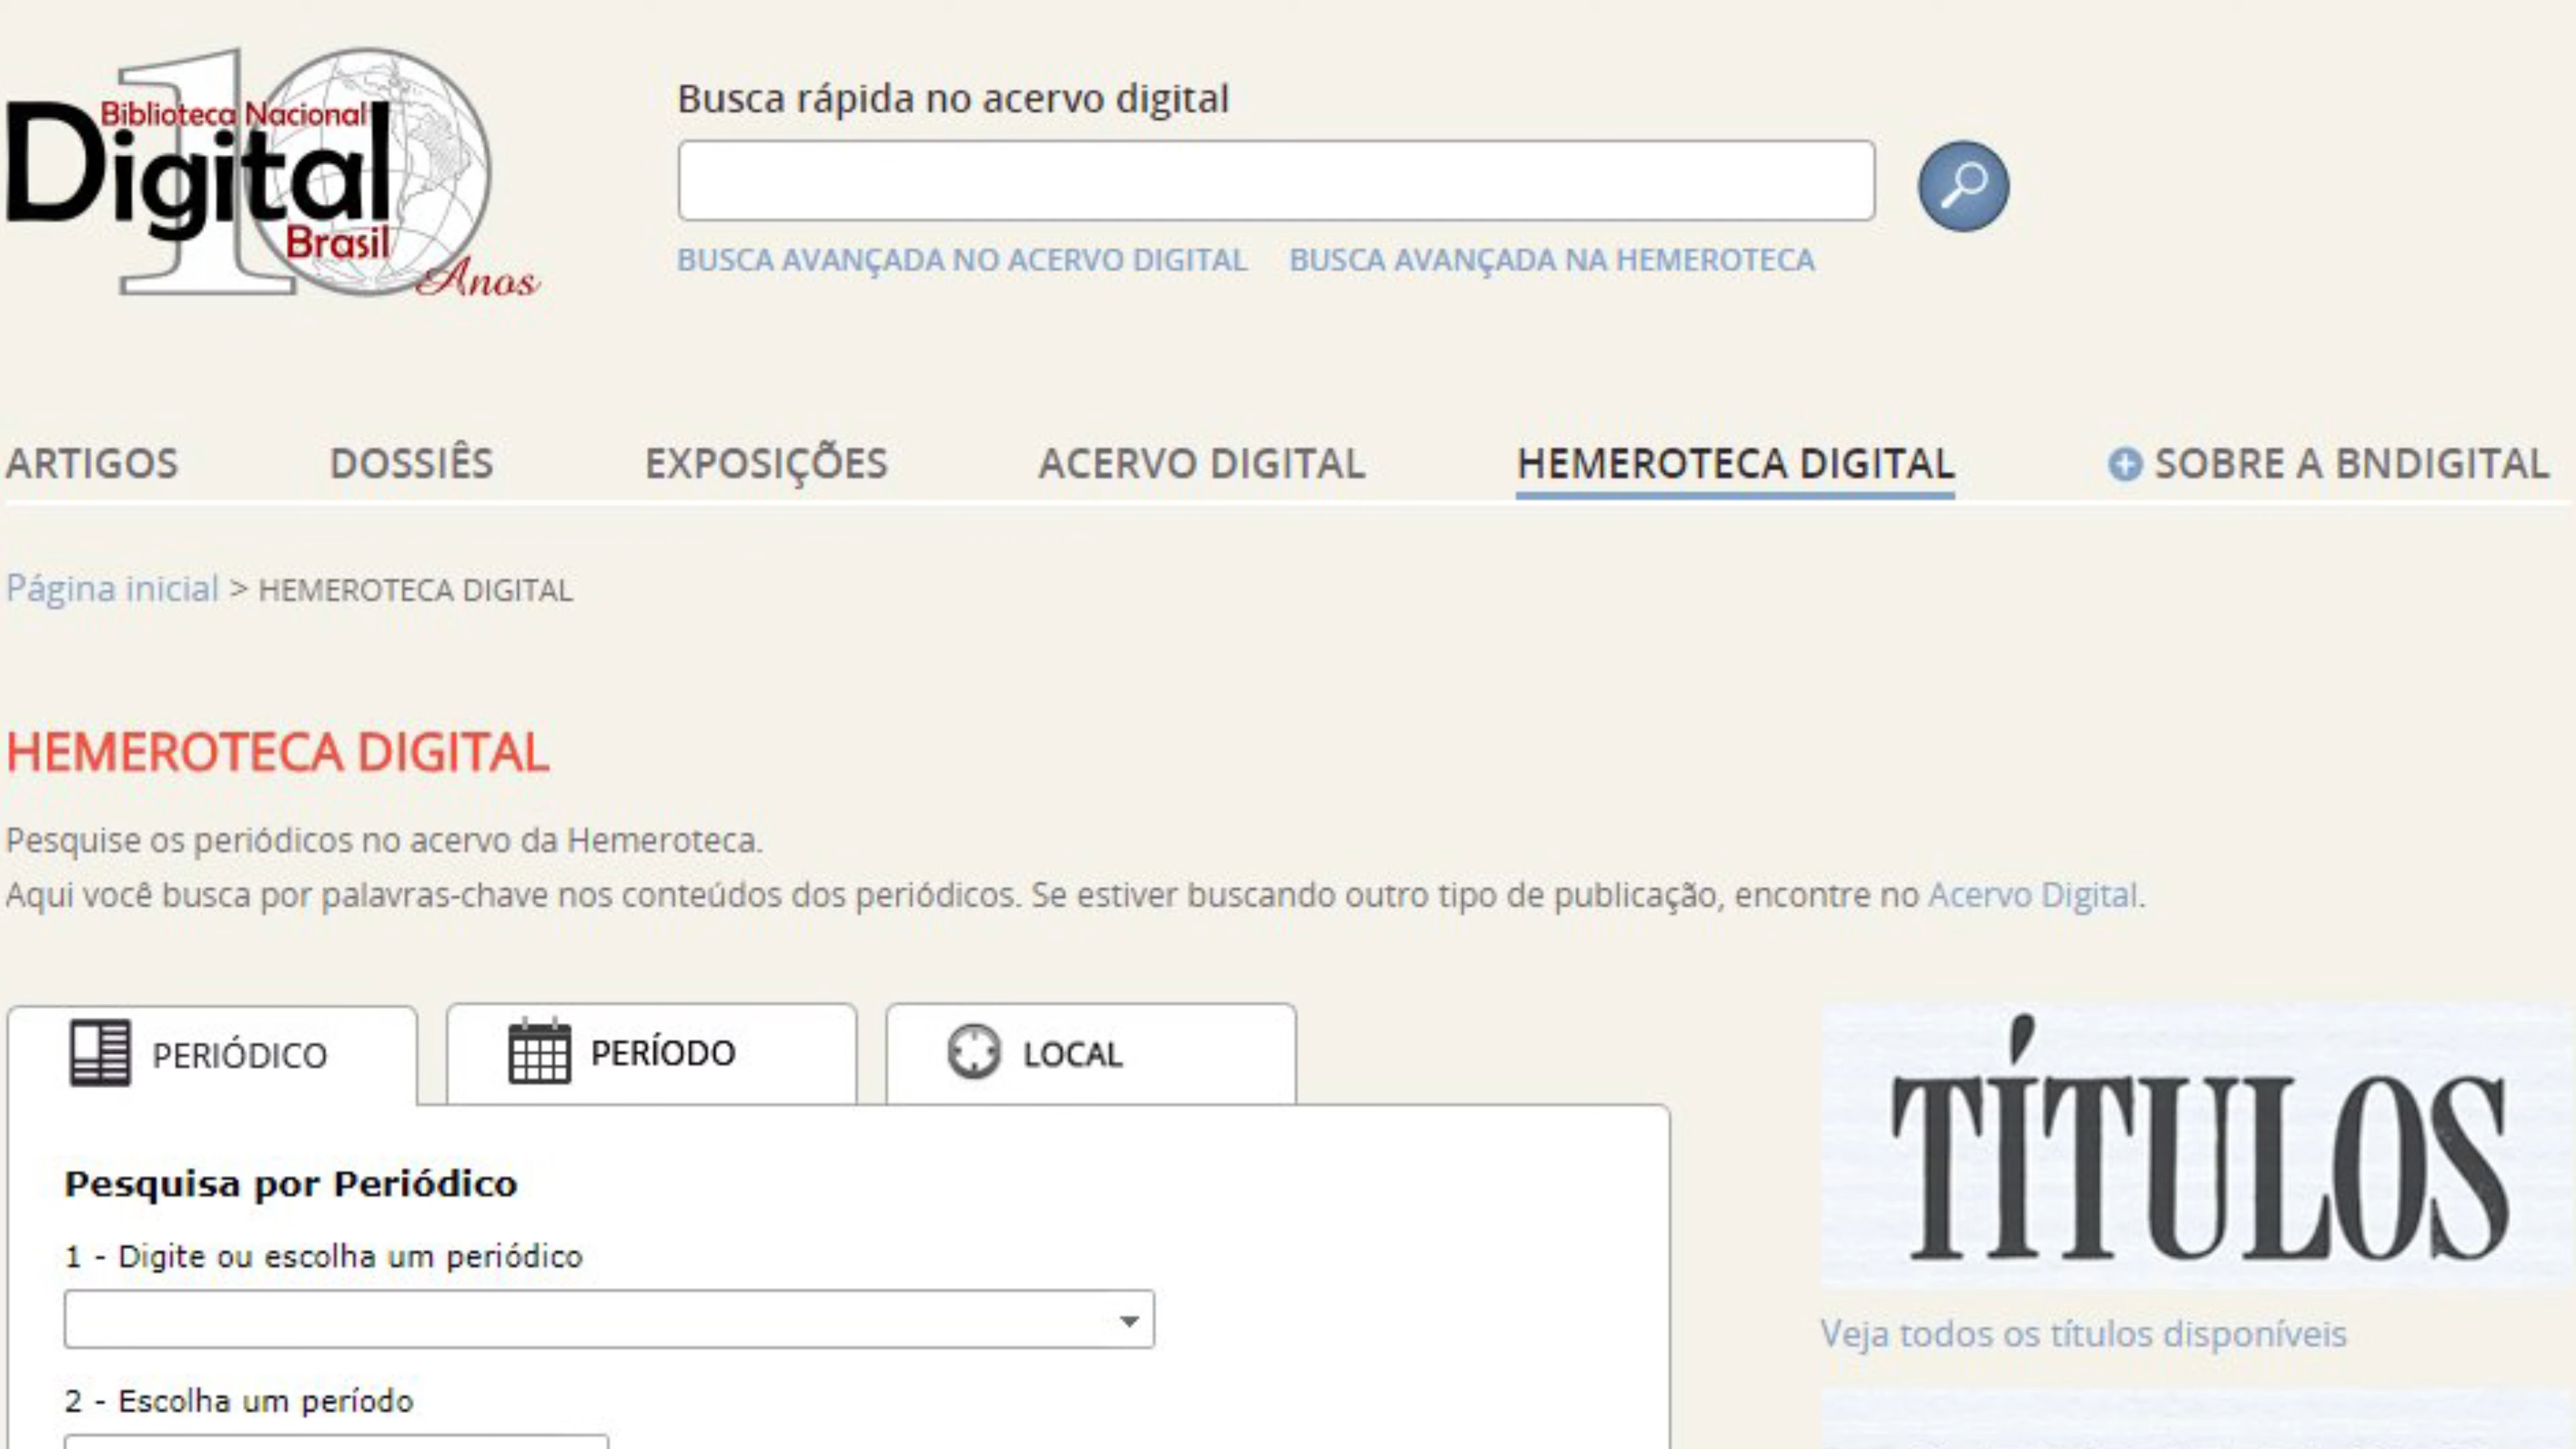 10
Biblioteca Nacional
Digital
Brasil
Anos
Busca rápida no acervo digital
BUSCA AVANÇADA NO ACERVO DIGITAL BUSCA AVANÇADA NA HEMEROTECA
ARTIGOS DOSSIÊS EXPOSIÇÕES ACERVO DIGITAL HEMEROTECA DIGITAL SOBRE A BNDIGITAL
Página inicial > HEMEROTECA DIGITAL
HEMEROTECA DIGITAL
Pesquise os periódicos no acervo da Hemeroteca.
Aqui você busca por palavras-chave nos conteúdos dos periódicos. Se estiver buscando outro tipo de publicação, encontre no Acervo Digital.
PERIÓDICO PERÍODO LOCAL
Pesquisa por Periódico
1 - Digite ou escolha um periódico
2 - Escolha um período
TÍTULOS
Veja todos os títulos disponíveis